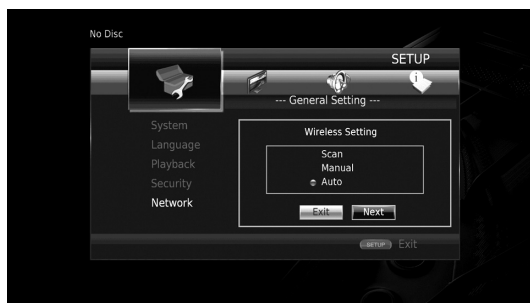 No Disc
SETUP
--- General Setting ---
System
Language
Playback
Security
Network
Wireless Setting
Scan
Manual
Auto
Exit Next
SETUP Exit